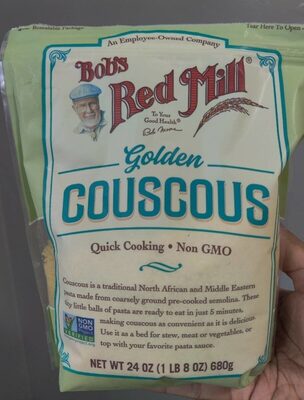 Resealable Package
Tear Here To Open
An Employee-Owned Company
Bob's
Red Mill®
To Your
Good Health®
Bob Moore
Golden
COUSCOUS
Quick Cooking • Non GMO
Couscous is a traditional North African and Middle Eastern
pasta made from coarsely ground pre-cooked semolina. These
tiny little balls of pasta are ready to eat in just 5 minutes,
making couscous as convenient as it is delicious.
Use it as a bed for stew, meat or vegetables, or
top with your favorite pasta sauce.
NON
GMO
VERIFIED
NET WT 24 OZ (1 LB 8 OZ) 680g